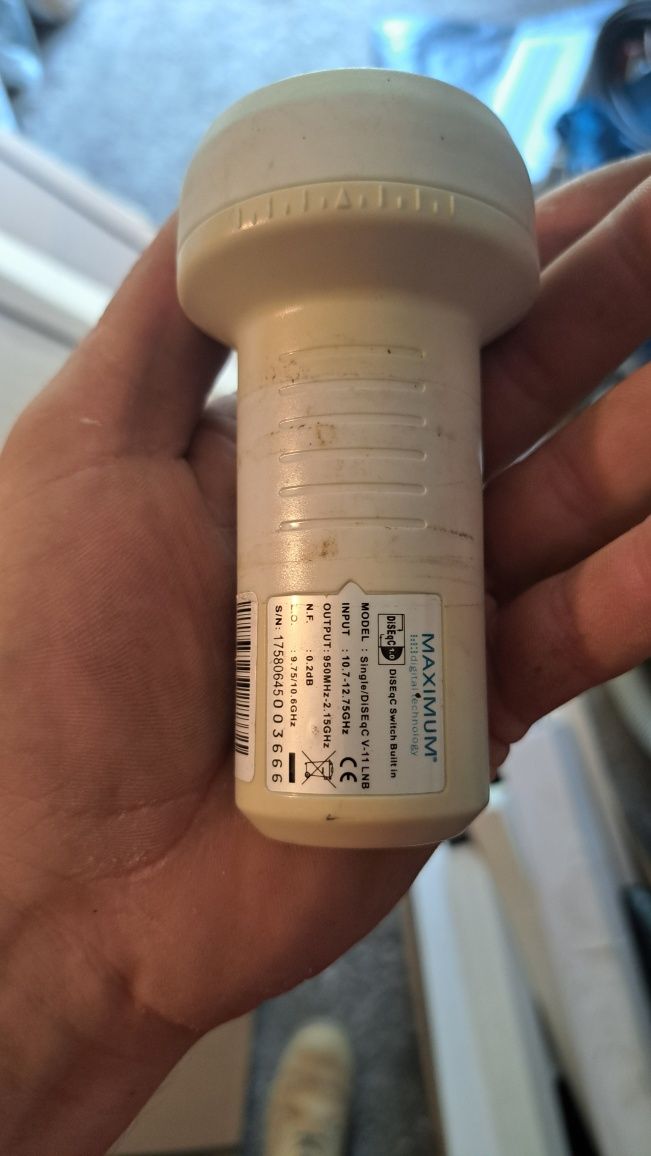 MAXIMUM®
digital technology
DiSEqC 1.0
DiSEqC Switch Built in
MODEL : Single/DiSEqC V-11 LNB
INPUT : 10.7-12.75GHz
OUTPUT: 950MHz-2.15GHz
N.F. : 0.2dB
L.O. : 9.75/10.6GHz
S/N: 17580645003666
CE